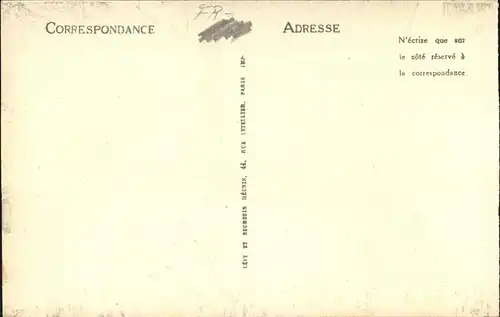 FR-
CORRESPONDANCE
ADRESSE
N'écrire que sur
le côté réservé à
la correspondance
LÉVY ET NEURDEIN RÉUNIS, 44, RUE LETELLIER, PARIS IMP.